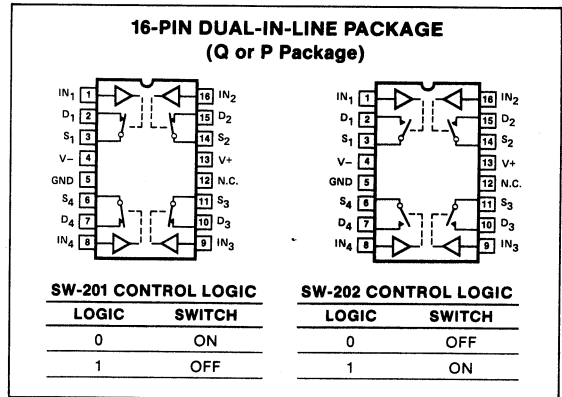 16-PIN DUAL-IN-LINE PACKAGE
(Q or P Package)
IN1 1 16 IN2
D1 2 15 D2
S1 3 14 S2
V− 4 13 V+
GND 5 12 N.C.
S4 6 11 S3
D4 7 10 D3
IN4 8 9 IN3
IN1 1 16 IN2
D1 2 15 D2
S1 3 14 S2
V− 4 13 V+
GND 5 12 N.C.
S4 6 11 S3
D4 7 10 D3
IN4 8 9 IN3
SW-201 CONTROL LOGIC
LOGIC SWITCH
0 ON
1 OFF
SW-202 CONTROL LOGIC
LOGIC SWITCH
0 OFF
1 ON